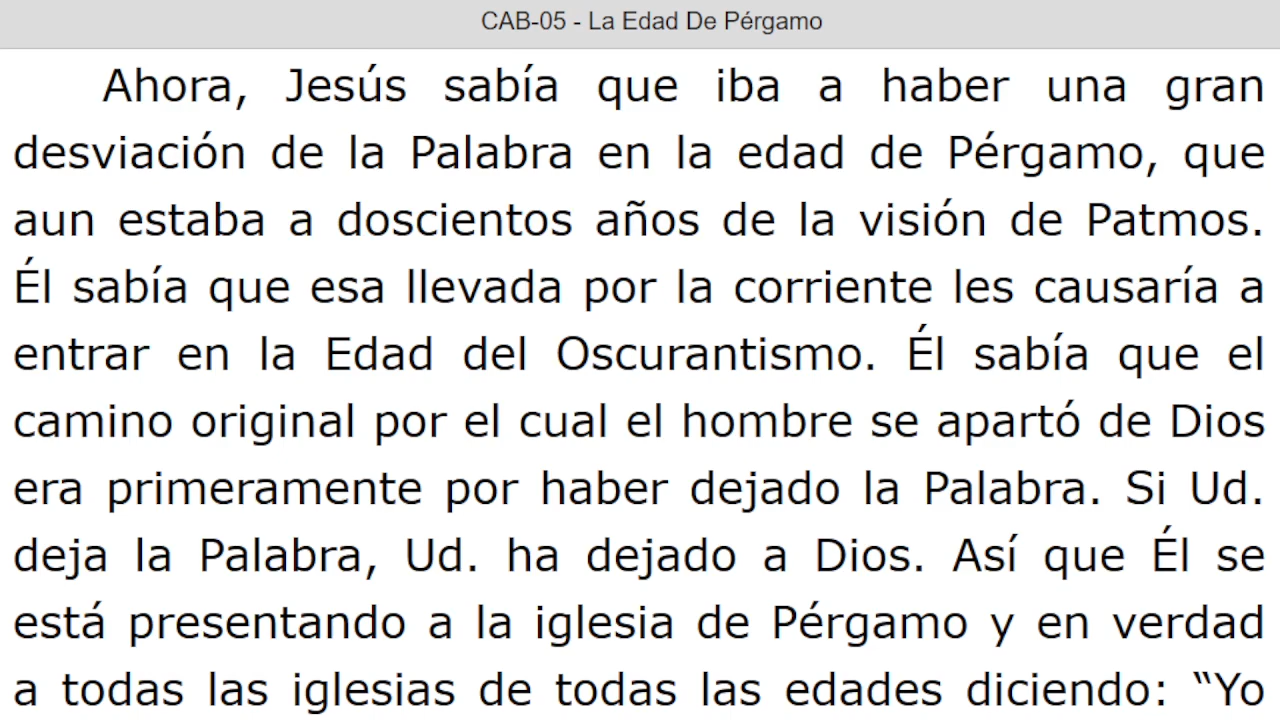 CAB-05 - La Edad De Pérgamo
Ahora, Jesús sabía que iba a haber una gran
desviación de la Palabra en la edad de Pérgamo, que
aun estaba a doscientos años de la visión de Patmos.
Él sabía que esa llevada por la corriente les causaría a
entrar en la Edad del Oscurantismo. Él sabía que el
camino original por el cual el hombre se apartó de Dios
era primeramente por haber dejado la Palabra. Si Ud.
deja la Palabra, Ud. ha dejado a Dios. Así que Él se
está presentando a la iglesia de Pérgamo y en verdad
a todas las iglesias de todas las edades diciendo: “Yo